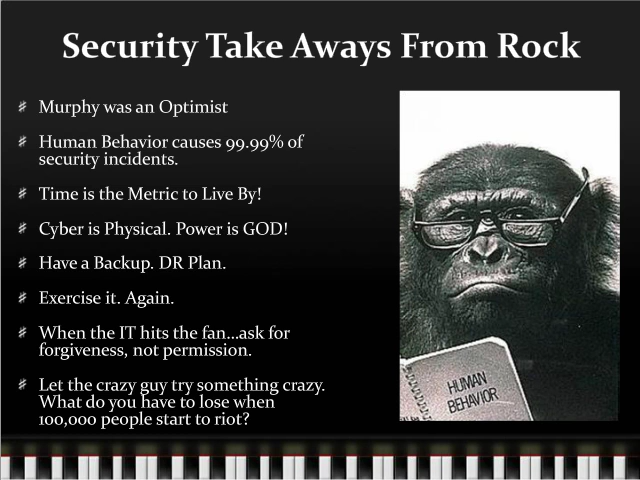 Security Take Aways From Rock
Murphy was an Optimist
Human Behavior causes 99.99% of
security incidents.
Time is the Metric to Live By!
Cyber is Physical. Power is GOD!
Have a Backup. DR Plan.
Exercise it. Again.
When the IT hits the fan...ask for
forgiveness, not permission.
Let the crazy guy try something crazy.
What do you have to lose when
100,000 people start to riot?
HUMAN
BEHAVIOR